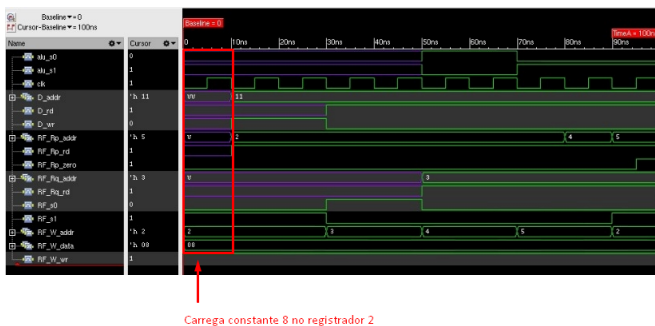 Baseline ▾= 0
Cursor-Baseline ▾= 100ns
Baseline = 0
TimeA = 100n
Name Cursor 0 10ns 20ns 30ns 40ns 50ns 60ns 70ns 80ns 90ns
alu_s0 0
alu_s1 1
clk 1
D_addr 'h 11 VV 11
D_rd 1
D_wr 0
RF_Rp_addr 'h 5 V 2 4 5
RF_Rp_rd 1
RF_Rp_zero 1
RF_Rq_addr 'h 3 V 3
RF_Rq_rd 1
RF_s0 0
RF_s1 1
RF_W_addr 'h 2 2 3 4 5 2
RF_W_data 'h 08 08
RF_W_wr 1
Carrega constante 8 no registrador 2